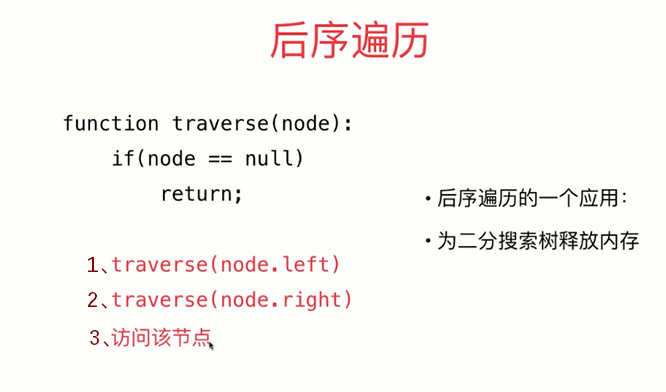 后序遍历
function traverse(node):
if(node == null)
return;
• 后序遍历的一个应用：
• 为二分搜索树释放内存
1、traverse(node.left)
2、traverse(node.right)
3、访问该节点